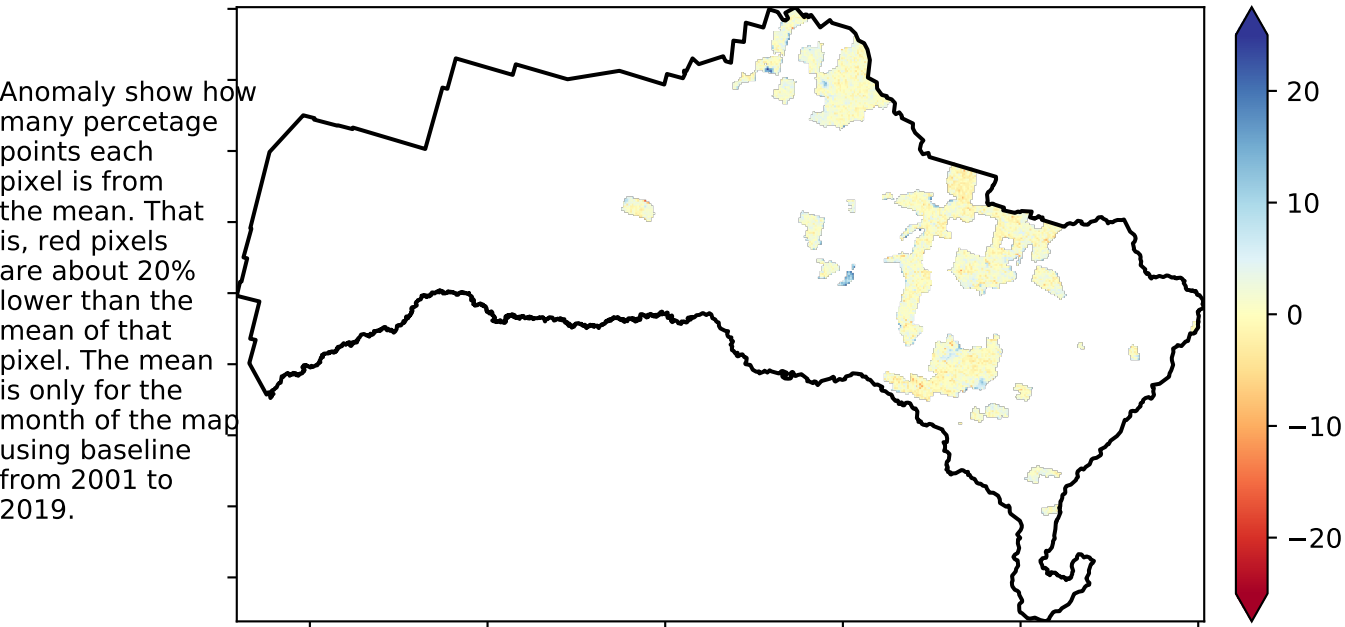 Anomaly show how
many percetage
points each
pixel is from
the mean. That
is, red pixels
are about 20%
lower than the
mean of that
pixel. The mean
is only for the
month of the map
using baseline
from 2001 to
2019.
20
10
0
−10
−20